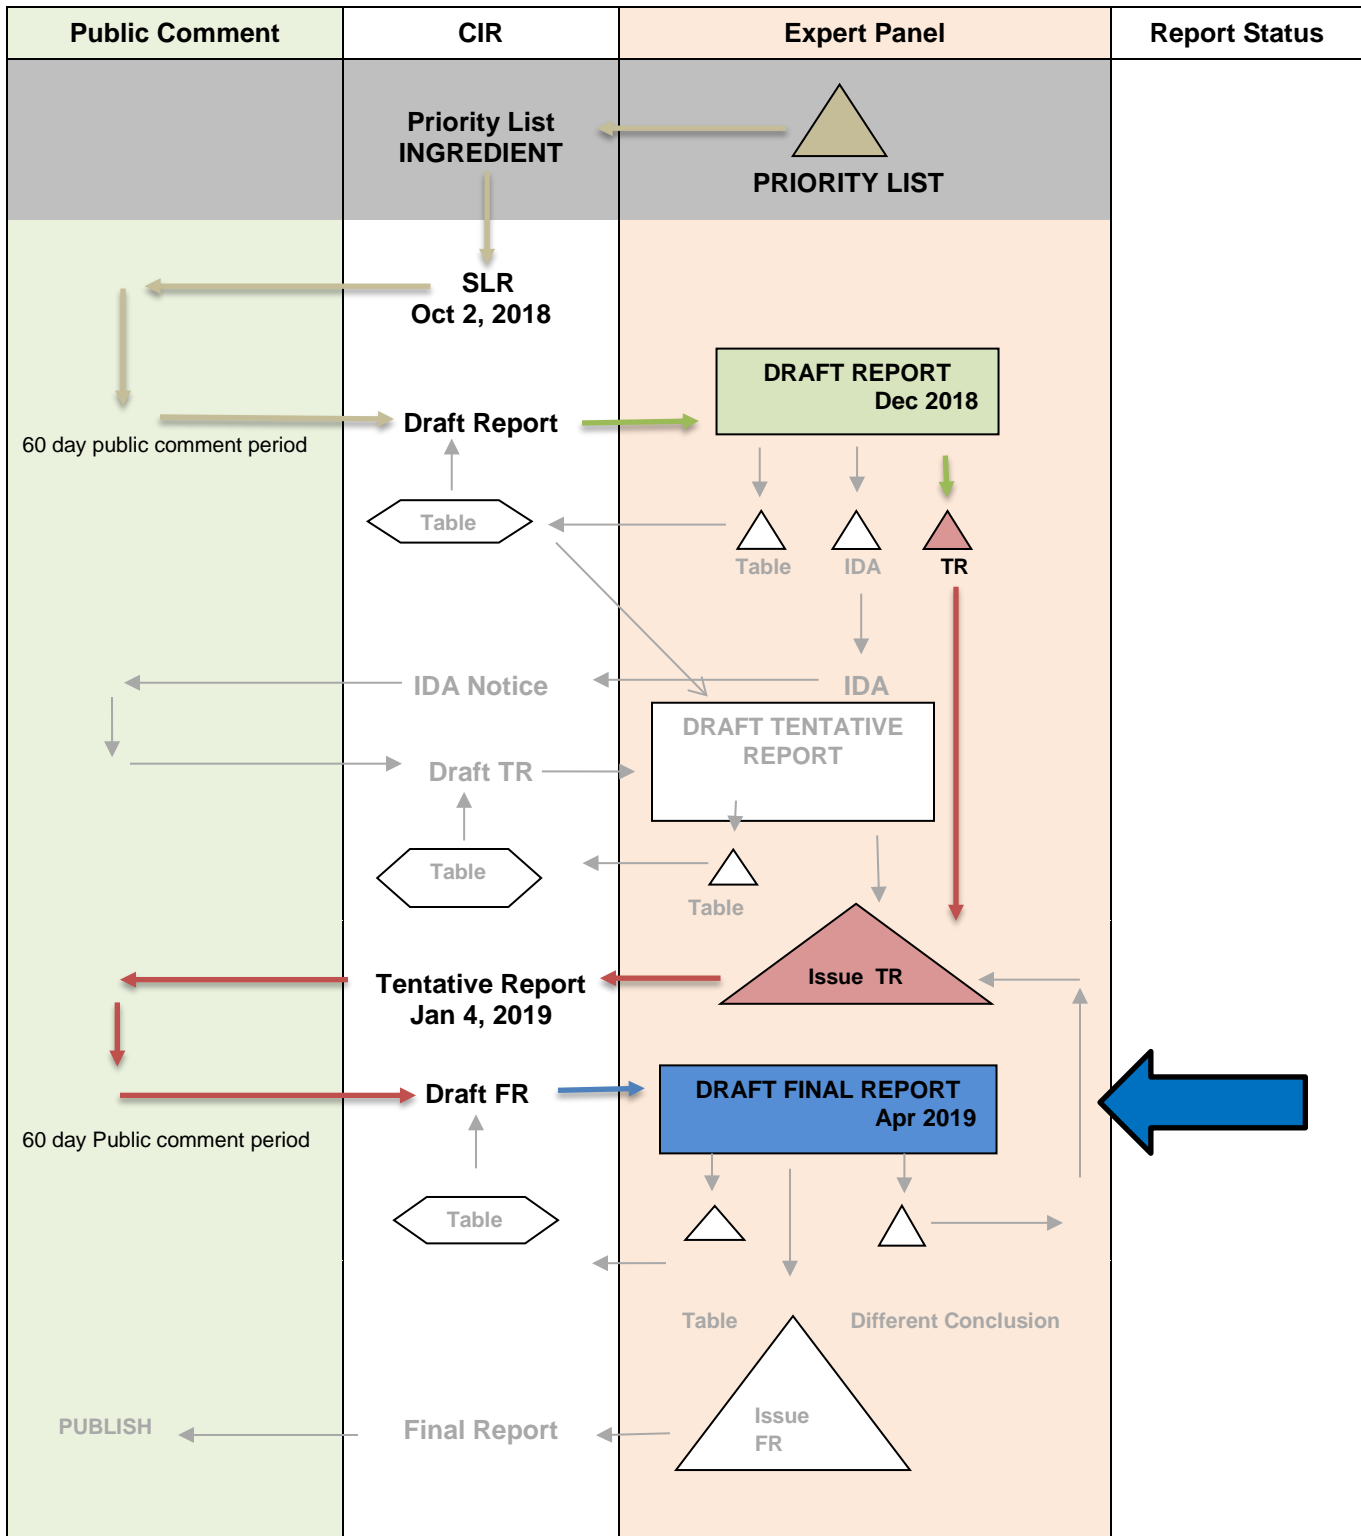 Public Comment
CIR
Expert Panel
Report Status
Priority List
INGREDIENT
PRIORITY LIST
SLR
Oct 2, 2018
DRAFT REPORT
Dec 2018
60 day public comment period
Draft Report
Table
Table
IDA
TR
IDA Notice
IDA
DRAFT TENTATIVE
REPORT
Draft TR
Table
Table
Issue TR
Tentative Report
Jan 4, 2019
DRAFT FINAL REPORT
Apr 2019
Draft FR
60 day Public comment period
Table
Table
Different Conclusion
Issue
FR
Final Report
PUBLISH